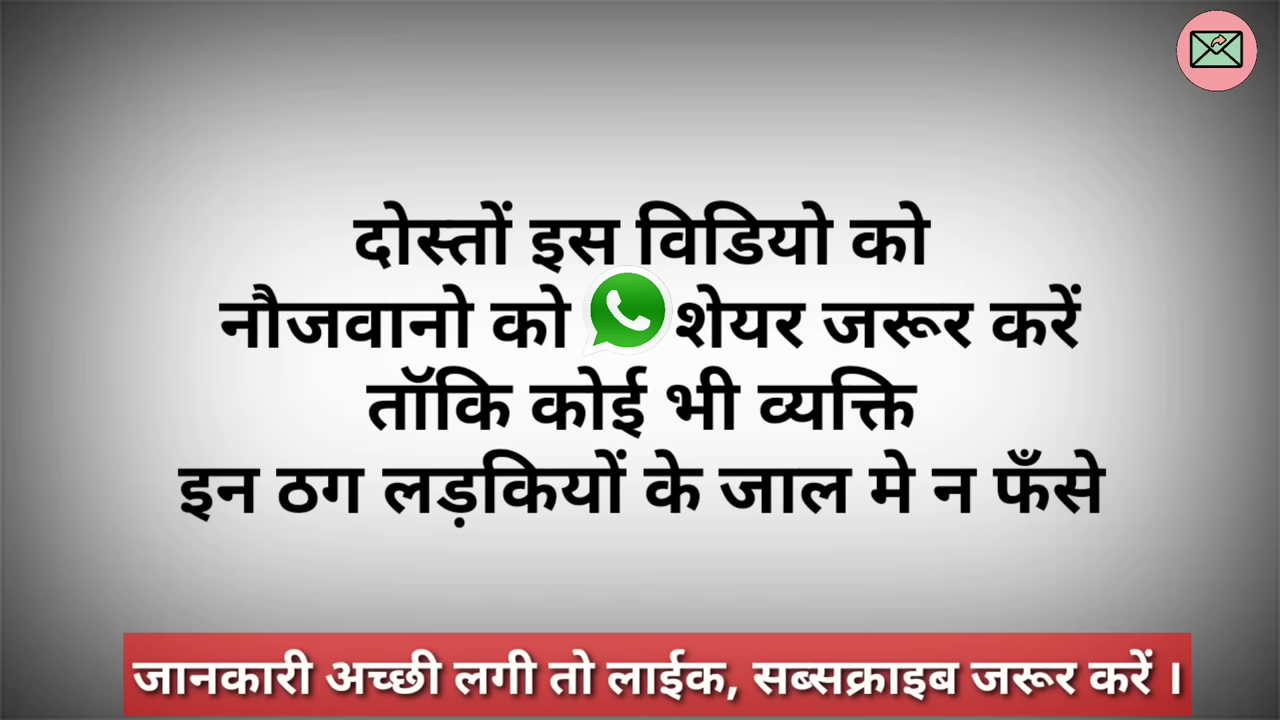 दोस्तों इस विडियो को
नौजवानो को शेयर जरूर करें
तॉकि कोई भी व्यक्ति
इन ठग लड़कियों के जाल मे न फँसे
जानकारी अच्छी लगी तो लाईक, सब्सक्राइब जरूर करें ।